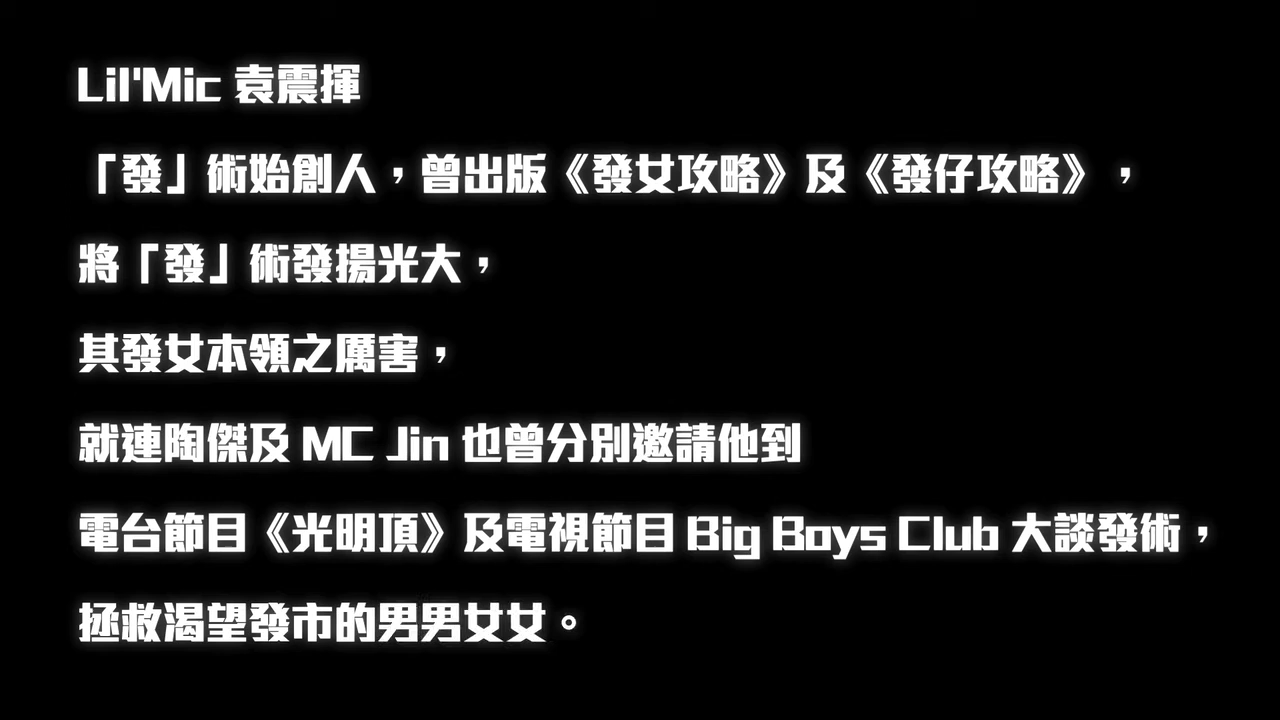 Lil'Mic 袁震揮
「發」術始創人，曾出版《發女攻略》及《發仔攻略》，
將「發」術發揚光大，
其發女本領之厲害，
就連陶傑及 MC Jin 也曾分別邀請他到
電台節目《光明頂》及電視節目 Big Boys Club 大談發術，
拯救渴望發市的男男女女。